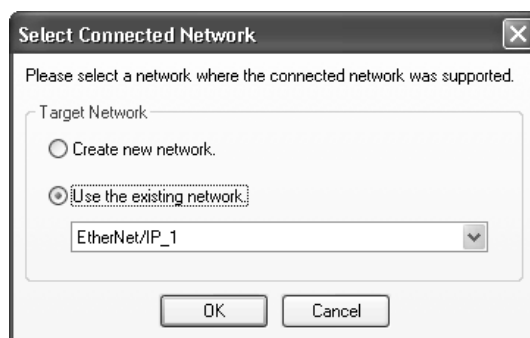 Select Connected Network
Please select a network where the connected network was supported.
Target Network
Create new network.
Use the existing network.
EtherNet/IP_1
OK
Cancel